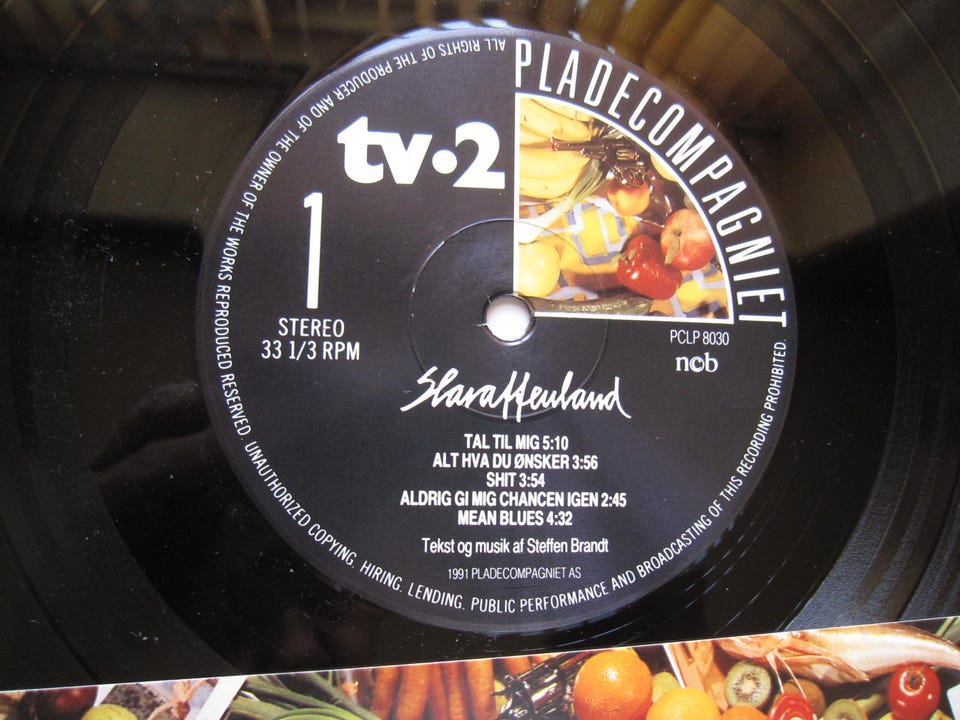 PLADECOMPAGNIET
tv·2
1
STEREO
33 1/3 RPM
PCLP 8030
ncb
Slaraffenland
TAL TIL MIG 5:10
ALT HVA DU ØNSKER 3:56
SHIT 3:54
ALDRIG GI MIG CHANCEN IGEN 2:45
MEAN BLUES 4:32
Tekst og musik af Steffen Brandt
1991 PLADECOMPAGNIET AS
ALL RIGHTS OF THE PRODUCER AND OF THE OWNER OF THE WORKS REPRODUCED RESERVED. UNAUTHORIZED COPYING, HIRING, LENDING, PUBLIC PERFORMANCE AND BROADCASTING OF THIS RECORDING PROHIBITED.